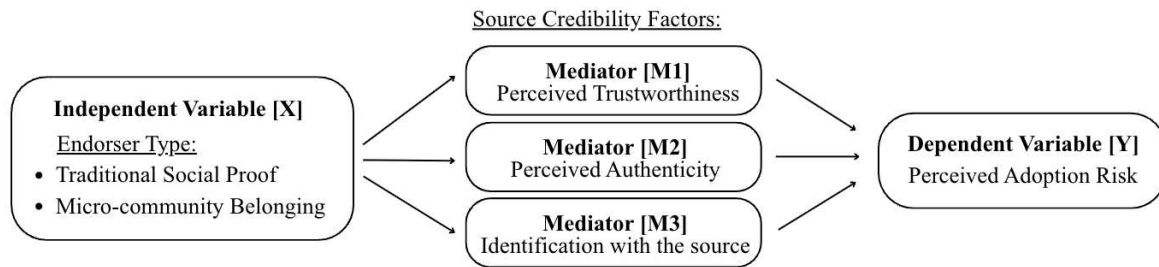 Source Credibility Factors:
Independent Variable [X]
Endorser Type:
• Traditional Social Proof
• Micro-community Belonging
Mediator [M1]
Perceived Trustworthiness
Mediator [M2]
Perceived Authenticity
Mediator [M3]
Identification with the source
Dependent Variable [Y]
Perceived Adoption Risk